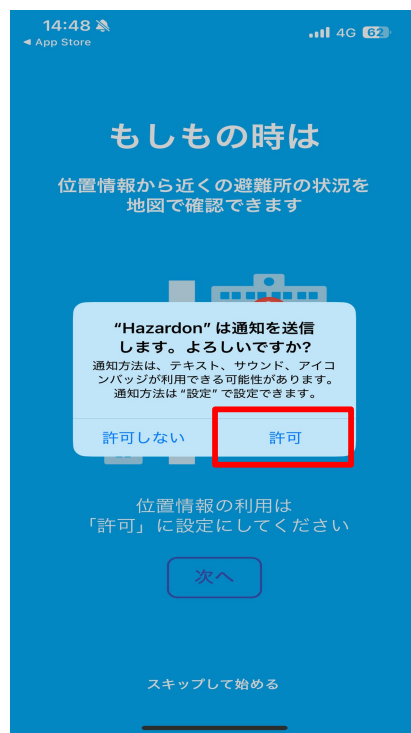 14:48
◀ App Store
4G 62
もしもの時は
位置情報から近くの避難所の状況を
地図で確認できます
“Hazardon” は通知を送信
します。よろしいですか?
通知方法は、テキスト、サウンド、アイコ
ンバッジが利用できる可能性があります。
通知方法は “設定” で設定できます。
許可しない
許可
位置情報の利用は
「許可」に設定にしてください
次へ
スキップして始める